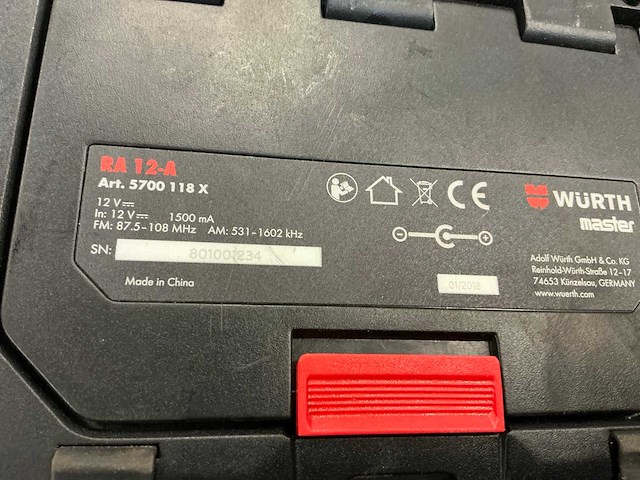 RA 12-A
Art. 5700 118 X
12 V⎓
In: 12 V⎓ 1500 mA
FM: 87.5–108 MHz AM: 531–1602 kHz
SN: 801001234
Made in China
CE
01/2018
WÜRTH
master
Adolf Würth GmbH & Co. KG
Reinhold-Würth-Straße 12–17
74653 Künzelsau, GERMANY
www.wuerth.com